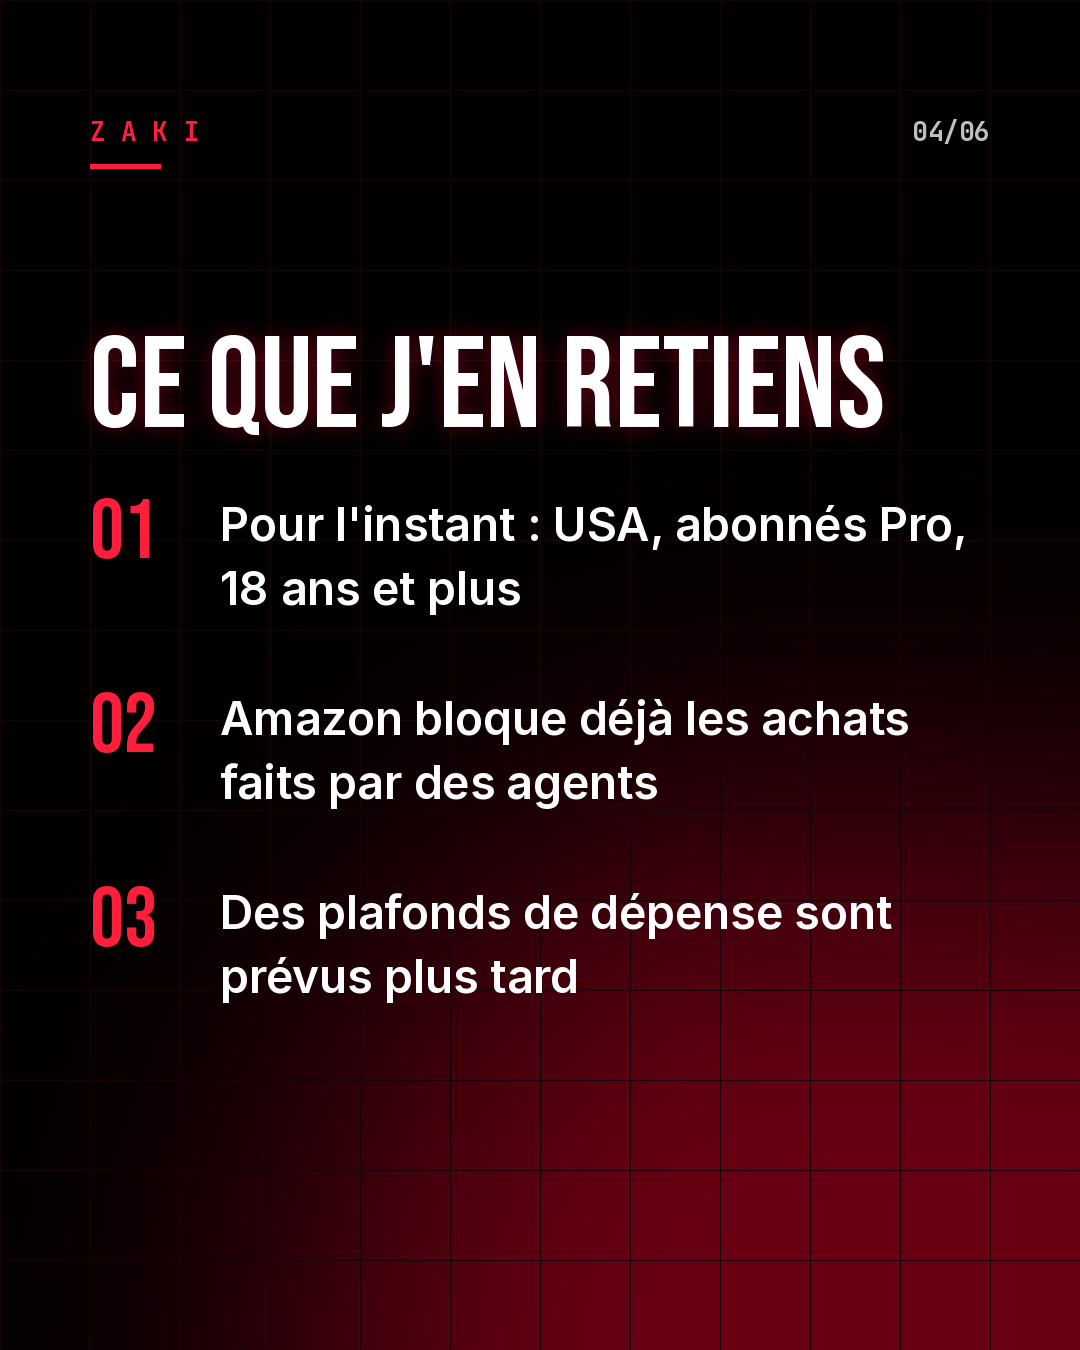 ZAKI
04/06
CE QUE J'EN RETIENS
01
Pour l'instant : USA, abonnés Pro,
18 ans et plus
02
Amazon bloque déjà les achats
faits par des agents
03
Des plafonds de dépense sont
prévus plus tard